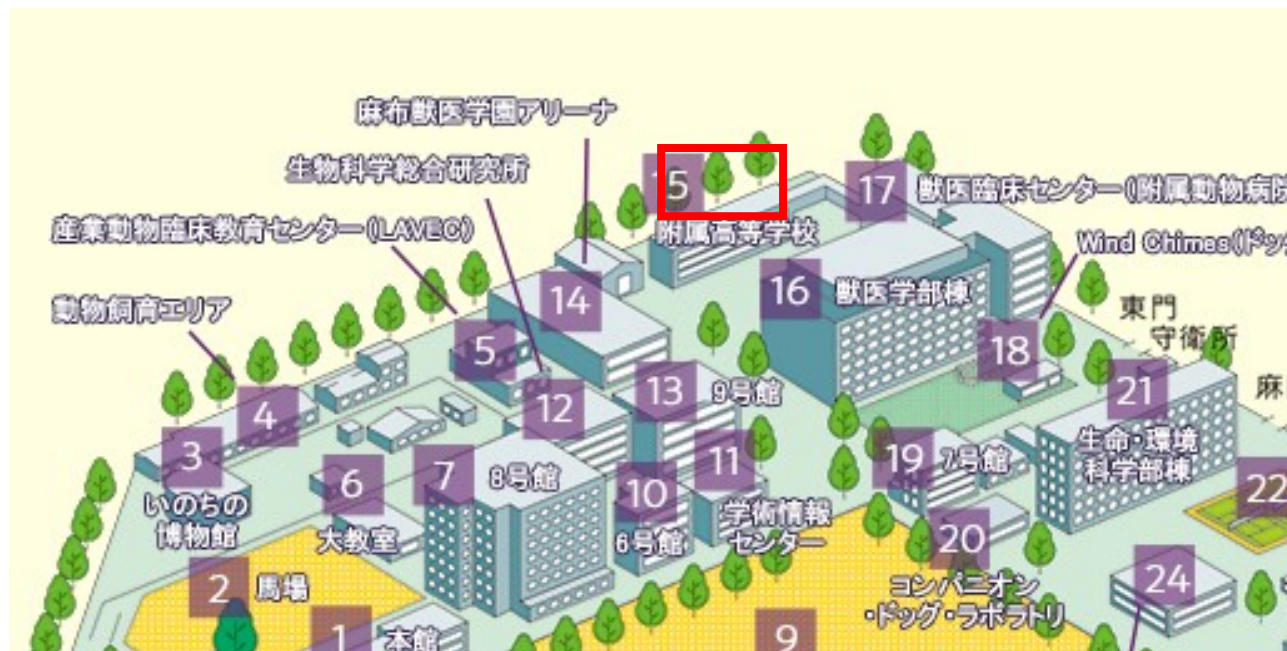 麻布獣医学園アリーナ
生物科学総合研究所
産業動物臨床教育センター(LAVEC)
動物飼育エリア
15
附属高等学校
17
獣医臨床センター(附属動物病院
Wind Chimes(ドッ
14
16
獣医学部棟
東門
守衛所
麻
5
18
4
12
13
9号館
21
生命・環境
科学部棟
3
いのちの
博物館
6
大教室
7
8号館
10
6号館
11
学術情報
センター
19
7号館
22
20
コンパニオン
・ドッグ・ラボラトリ
24
2
馬場
1
本館
9